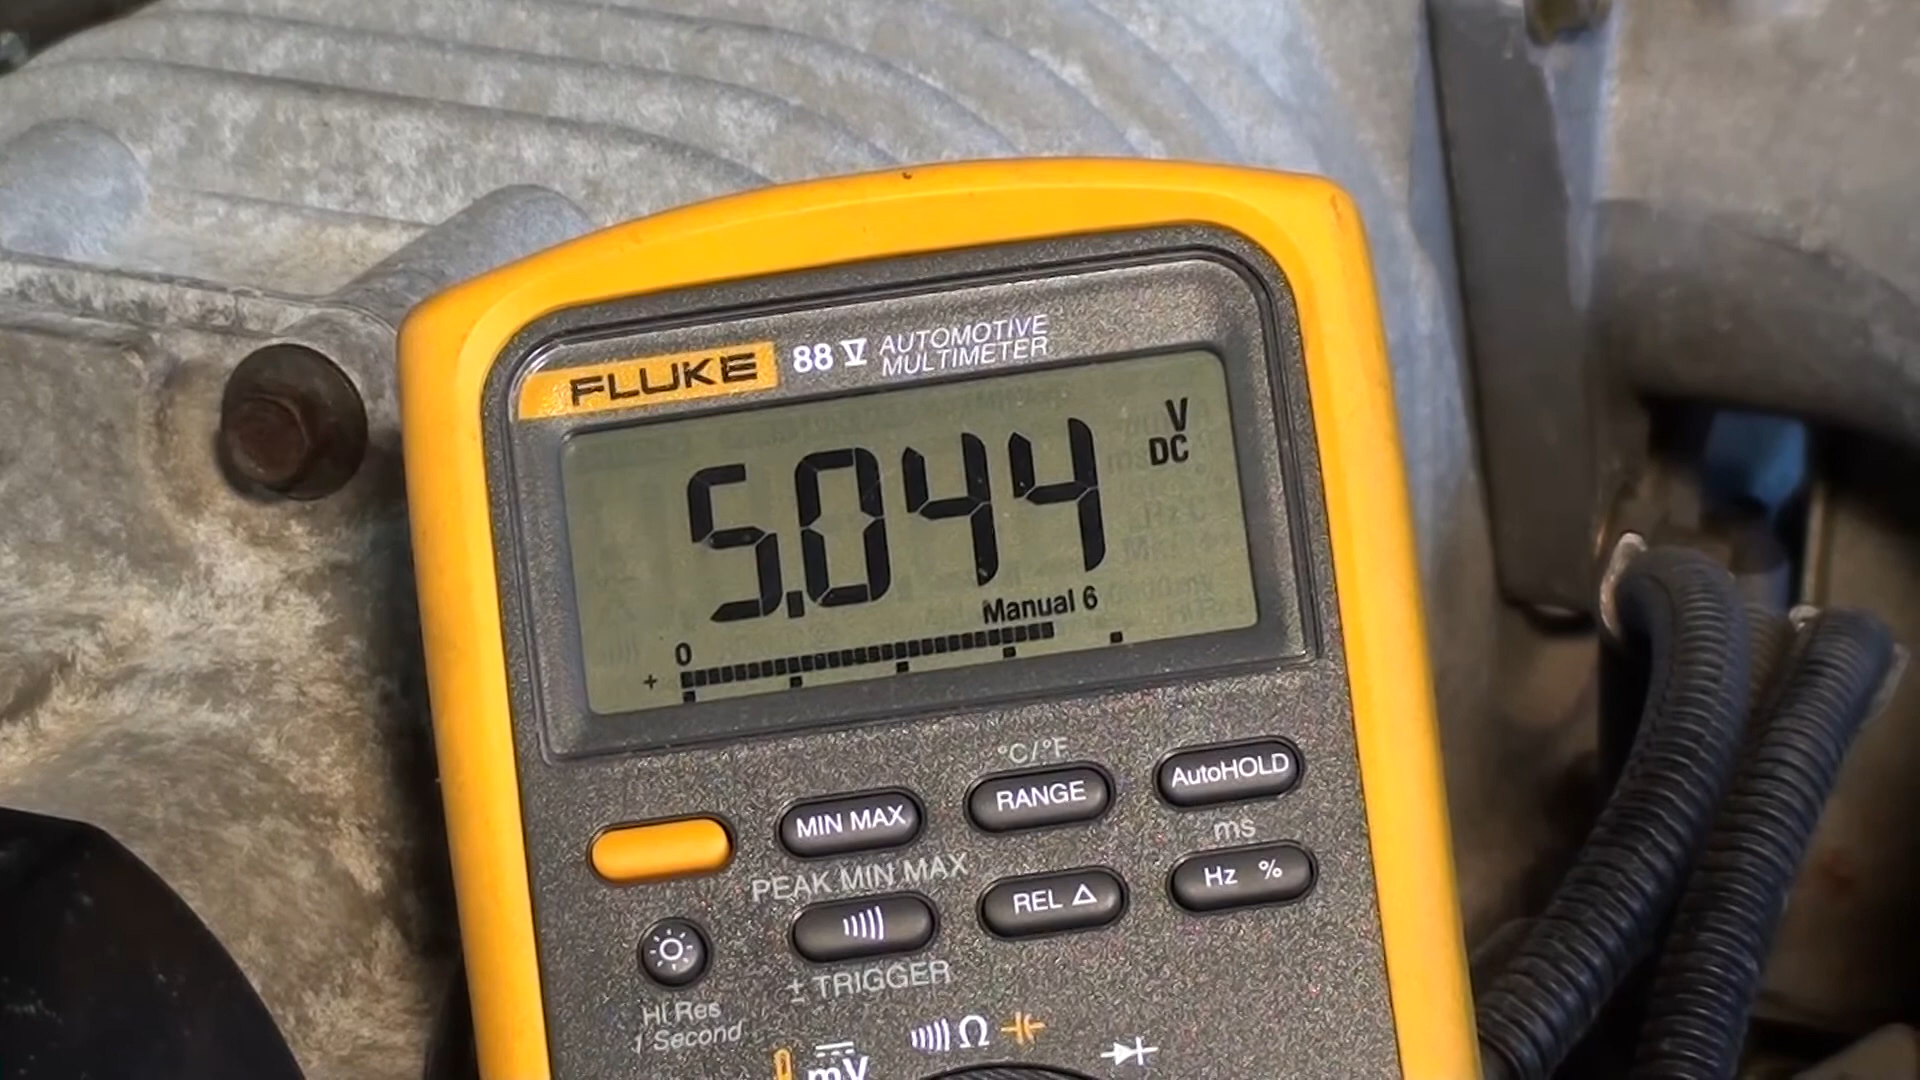 FLUKE 88 V AUTOMOTIVE
MULTIMETER
5.044 V
DC
Manual 6
0
+
°C/°F
MIN MAX RANGE AutoHOLD
PEAK MIN MAX ms
REL Δ Hz %
± TRIGGER
HI Res
1 Second
mV Ω